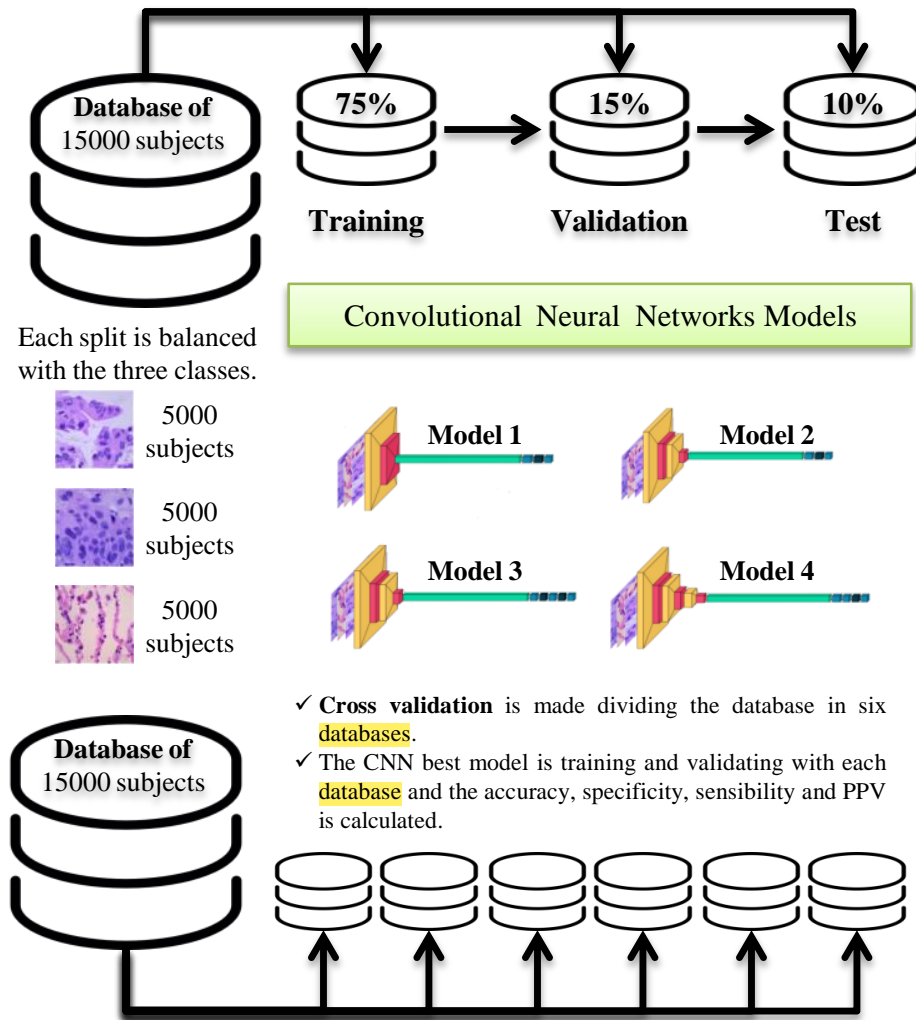 Database of
15000 subjects
75%
15%
10%
Training
Validation
Test
Convolutional Neural Networks Models
Each split is balanced
with the three classes.
5000
subjects
5000
subjects
5000
subjects
Model 1
Model 2
Model 3
Model 4
✓ Cross validation is made dividing the database in six
databases.
✓ The CNN best model is training and validating with each
database and the accuracy, specificity, sensibility and PPV
is calculated.
Database of
15000 subjects